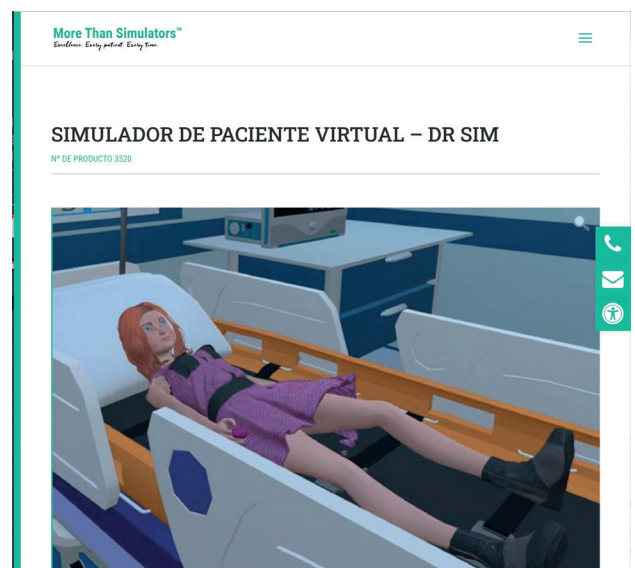 More Than Simulators™
Excellence. Every patient. Every time.
SIMULADOR DE PACIENTE VIRTUAL – DR SIM
Nº DE PRODUCTO 3520